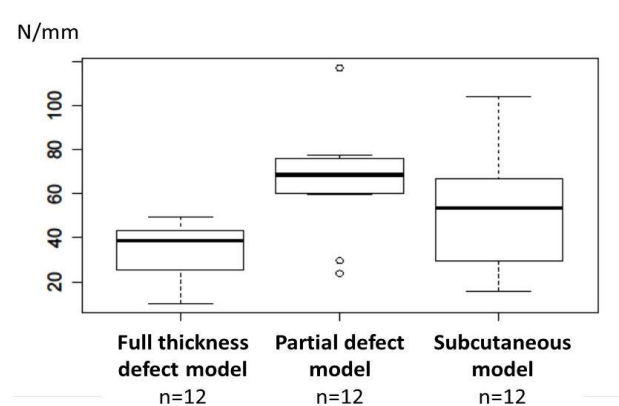 N/mm
100
80
60
40
20
Full thickness Partial defect Subcutaneous
defect model model model
n=12 n=12 n=12